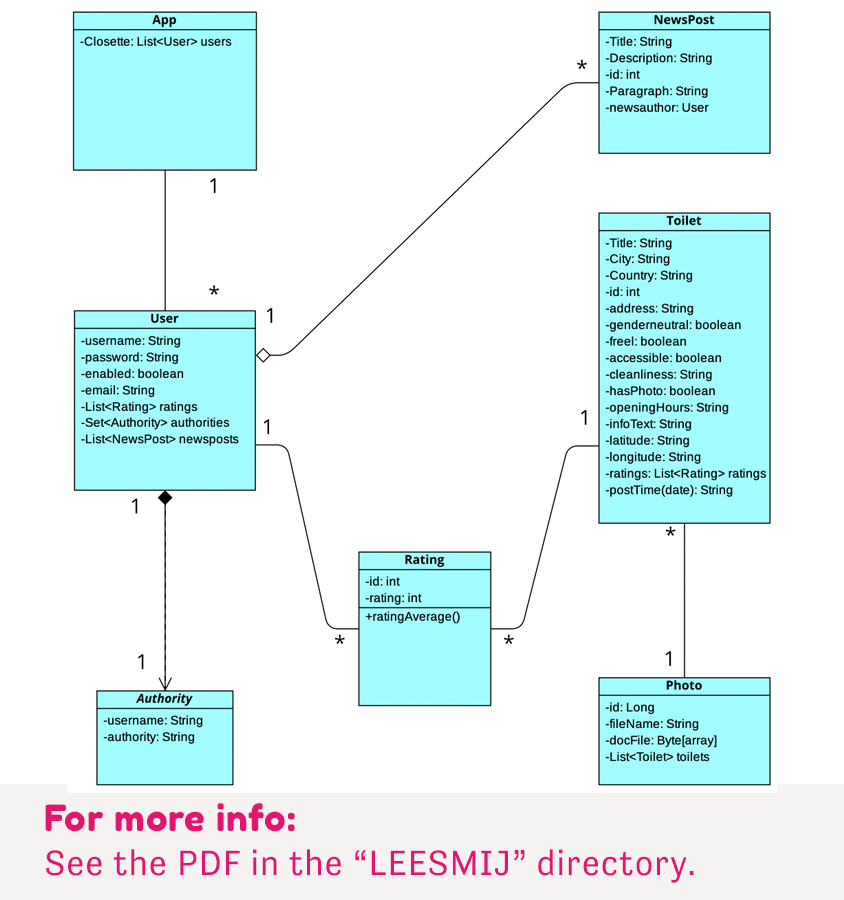 App
-Closette: List<User> users
1
*
NewsPost
-Title: String
-Description: String
-id: int
-Paragraph: String
-newsauthor: User
*
User
-username: String
-password: String
-enabled: boolean
-email: String
-List<Rating> ratings
-Set<Authority> authorities
-List<NewsPost> newsposts
1
1
1
1
Toilet
-Title: String
-City: String
-Country: String
-id: int
-address: String
-genderneutral: boolean
-freel: boolean
-accessible: boolean
-cleanliness: String
-hasPhoto: boolean
-openingHours: String
-infoText: String
-latitude: String
-longitude: String
-ratings: List<Rating> ratings
-postTime(date): String
1
*
Rating
-id: int
-rating: int
+ratingAverage()
*
*
Authority
-username: String
-authority: String
1
Photo
-id: Long
-fileName: String
-docFile: Byte[array]
-List<Toilet> toilets
For more info:
See the PDF in the “LEESMIJ” directory.